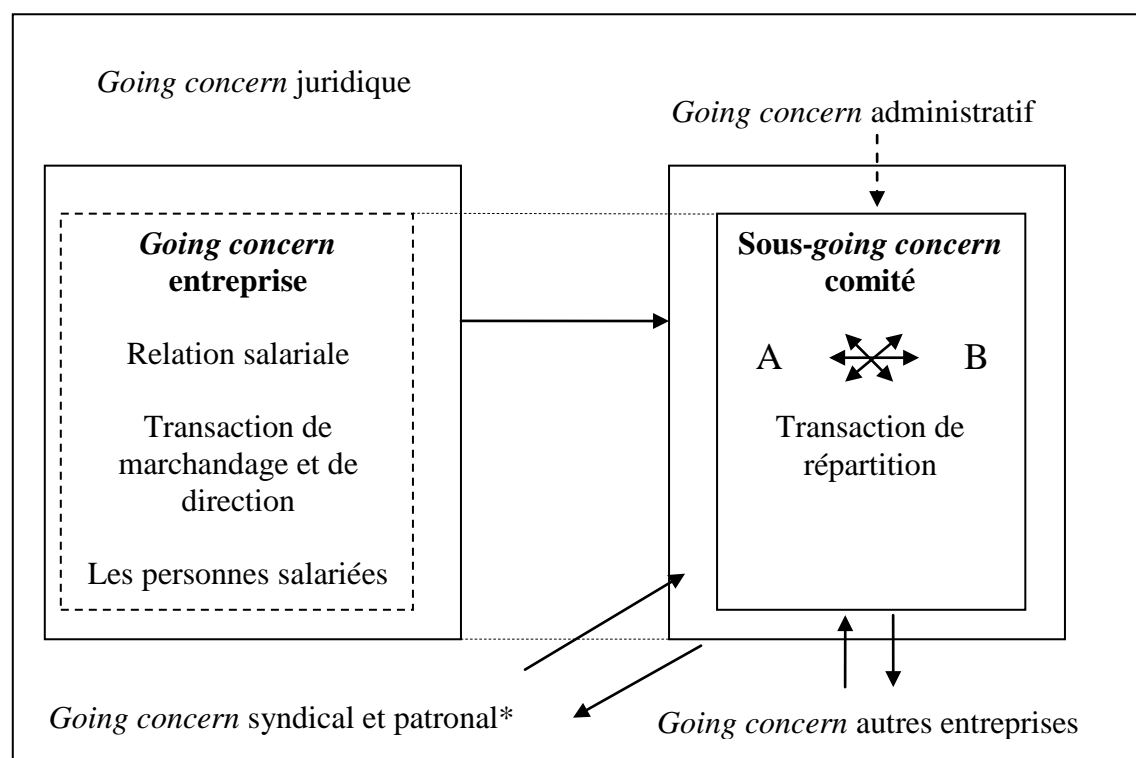 Going concern juridique
Going concern administratif
Going concern
entreprise
Relation salariale
Transaction de
marchandage et de
direction
Les personnes salariées
Sous-going concern
comité
A B
Transaction de
répartition
Going concern syndical et patronal*
Going concern autres entreprises